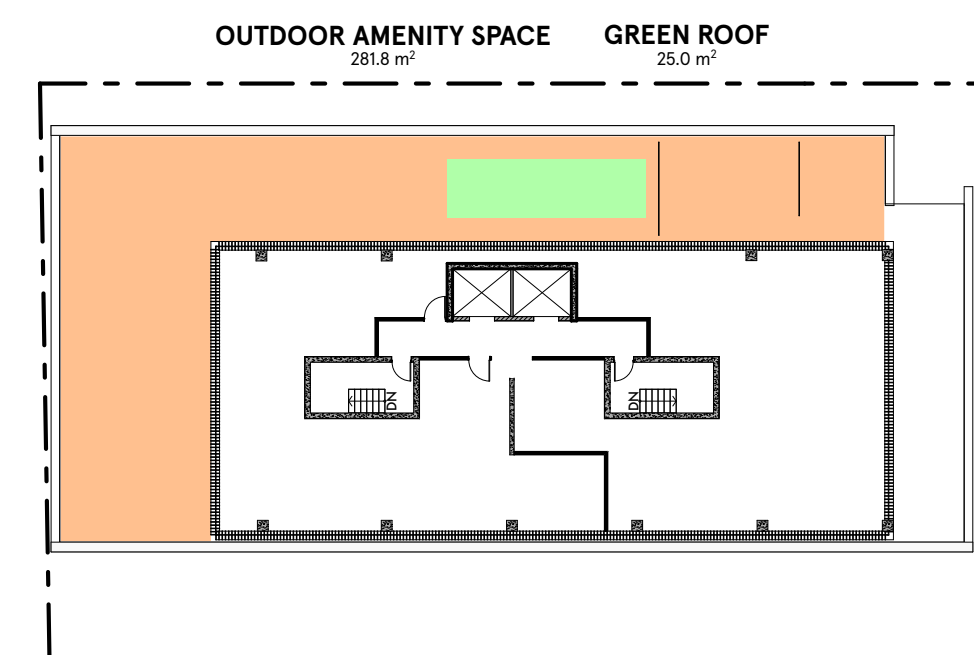 OUTDOOR AMENITY SPACE
281.8 m²
GREEN ROOF
25.0 m²
DN
DN